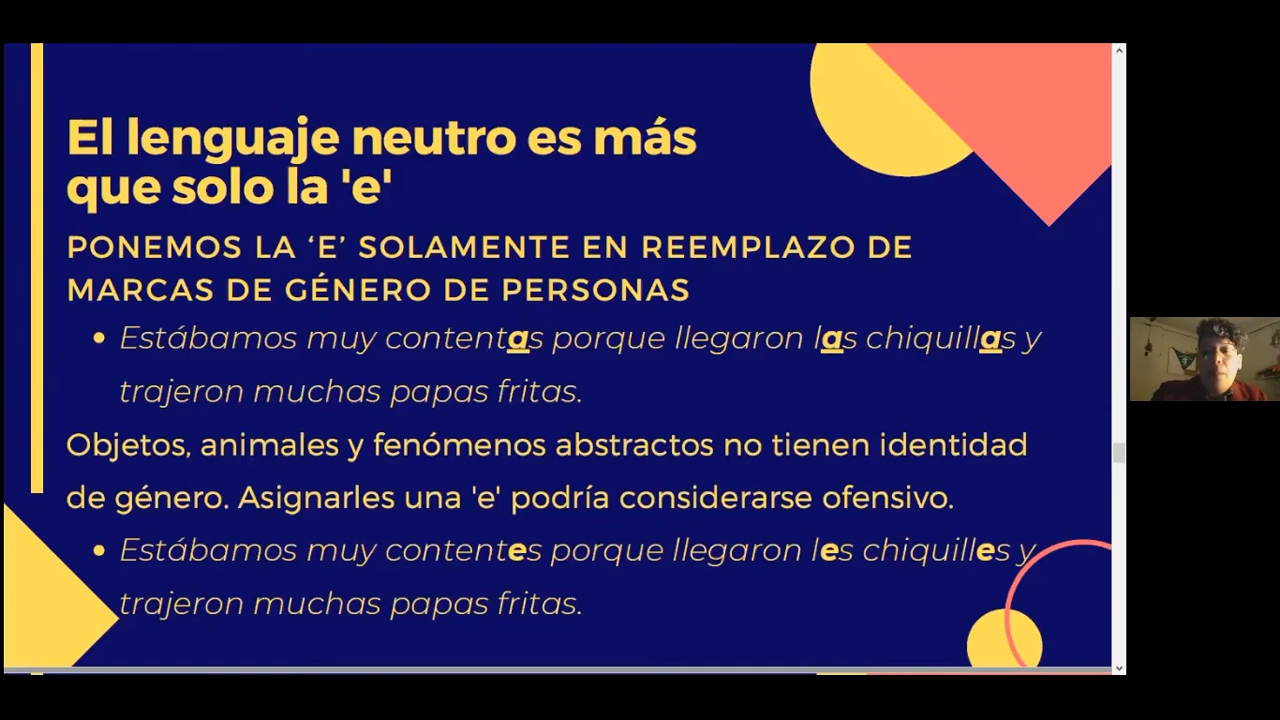 El lenguaje neutro es más
que solo la 'e'
PONEMOS LA ‘E’ SOLAMENTE EN REEMPLAZO DE
MARCAS DE GÉNERO DE PERSONAS
• Estábamos muy contentas porque llegaron las chiquillas y
trajeron muchas papas fritas.
Objetos, animales y fenómenos abstractos no tienen identidad
de género. Asignarles una 'e' podría considerarse ofensivo.
• Estábamos muy contentes porque llegaron les chiquilles y
trajeron muchas papas fritas.